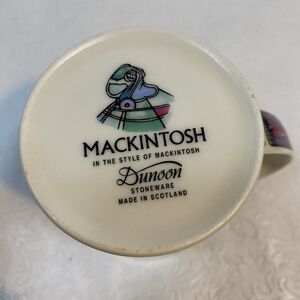 MACKINTOSH
IN THE STYLE OF MACKINTOSH
Dunoon
STONEWARE
MADE IN SCOTLAND